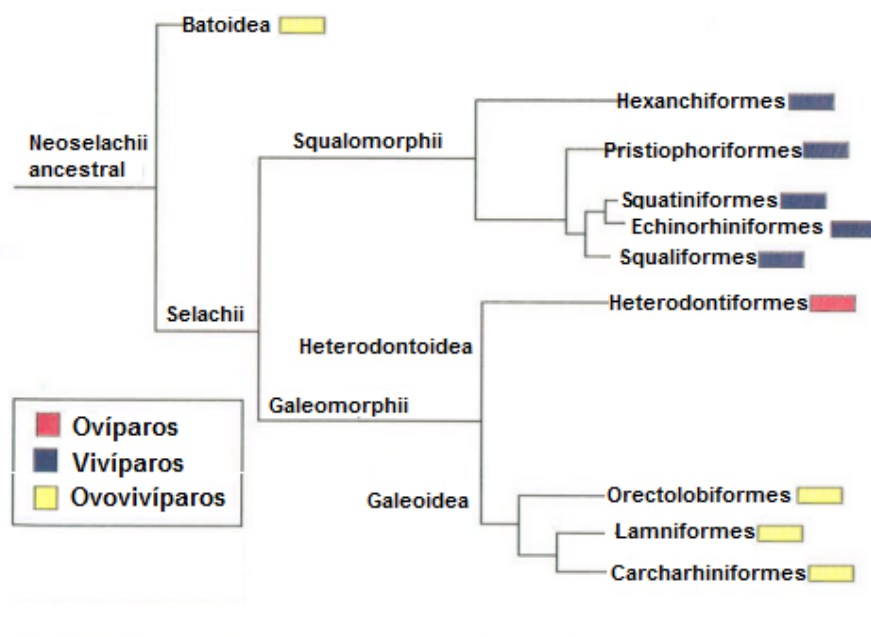 Batoidea
Hexanchiformes
Neoselachii
ancestral
Squalomorphii
Pristiophoriformes
Squatiniformes
Echinorhiniformes
Squaliformes
Selachii
Heterodontiformes
Heterodontoidea
Galeomorphii
Ovíparos
Vivíparos
Ovovivíparos
Galeoidea
Orectolobiformes
Lamniformes
Carcharhiniformes